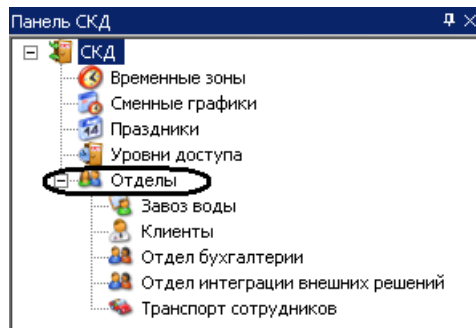 Панель СКД
СКД
Временные зоны
Сменные графики
Праздники
Уровни доступа
Отделы
Завоз воды
Клиенты
Отдел бухгалтерии
Отдел интеграции внешних решений
Транспорт сотрудников